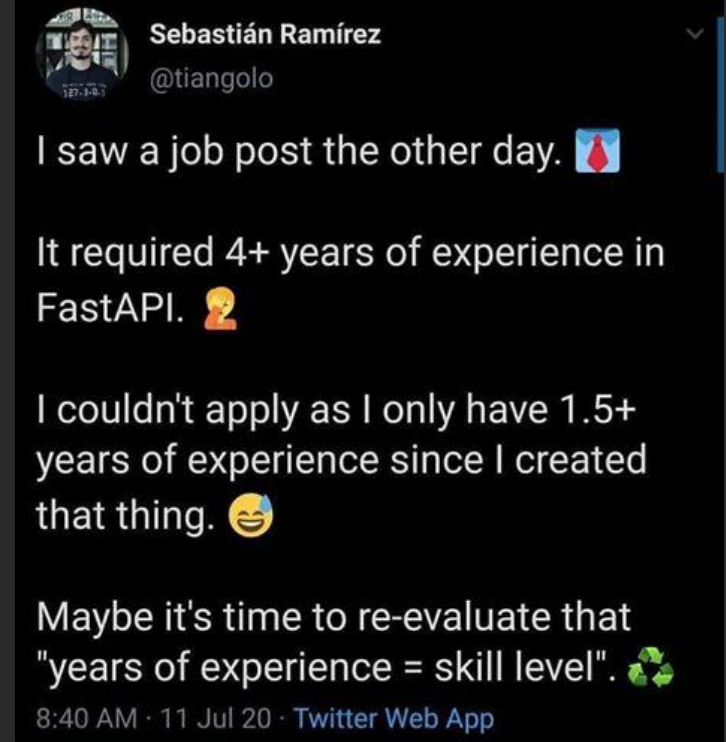 Sebastián Ramírez
@tiangolo
I saw a job post the other day. 👔
It required 4+ years of experience in
FastAPI. 🤦
I couldn't apply as I only have 1.5+
years of experience since I created
that thing. 😅
Maybe it's time to re-evaluate that
"years of experience = skill level". ♻
8:40 AM · 11 Jul 20 · Twitter Web App